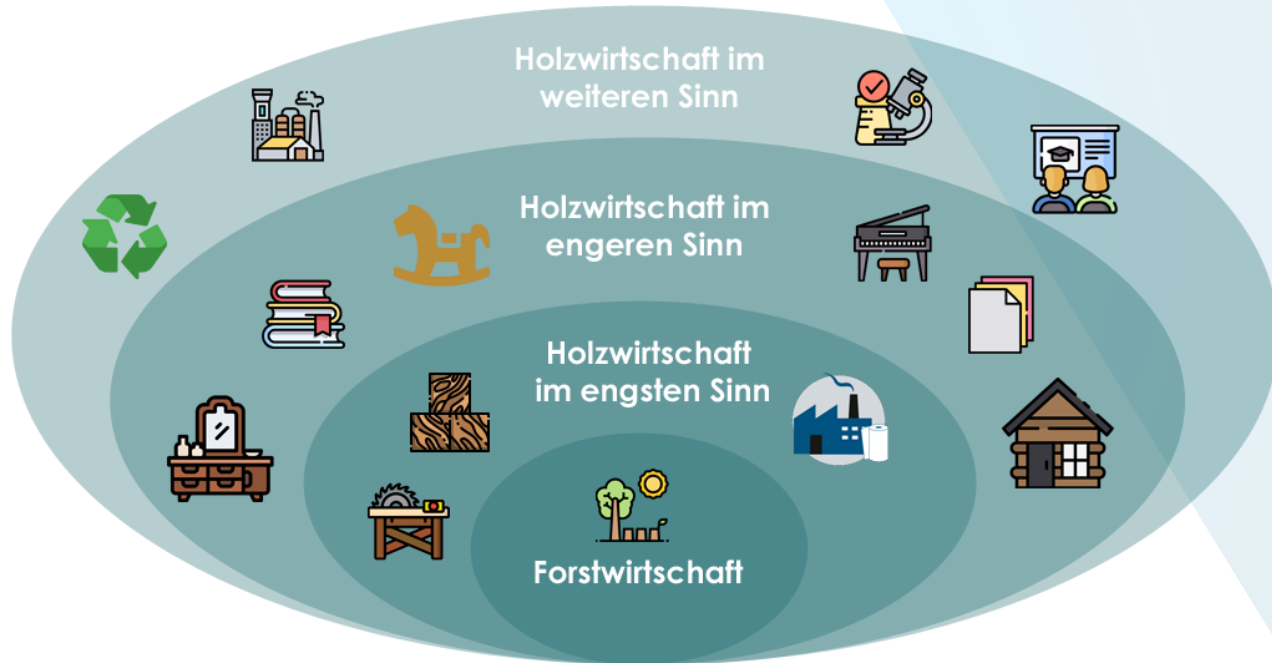 Holzwirtschaft im
weiteren Sinn
Holzwirtschaft im
engeren Sinn
Holzwirtschaft
im engsten Sinn
Forstwirtschaft